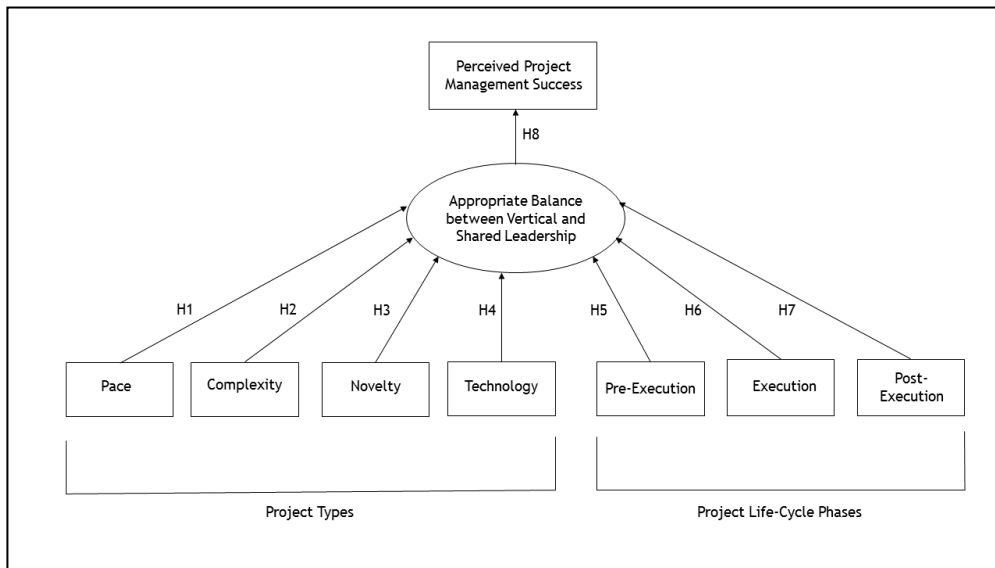 Perceived Project
Management Success
H8
Appropriate Balance
between Vertical and
Shared Leadership
H1
H2
H3
H4
H5
H6
H7
Pace
Complexity
Novelty
Technology
Pre-Execution
Execution
Post-
Execution
Project Types
Project Life-Cycle Phases